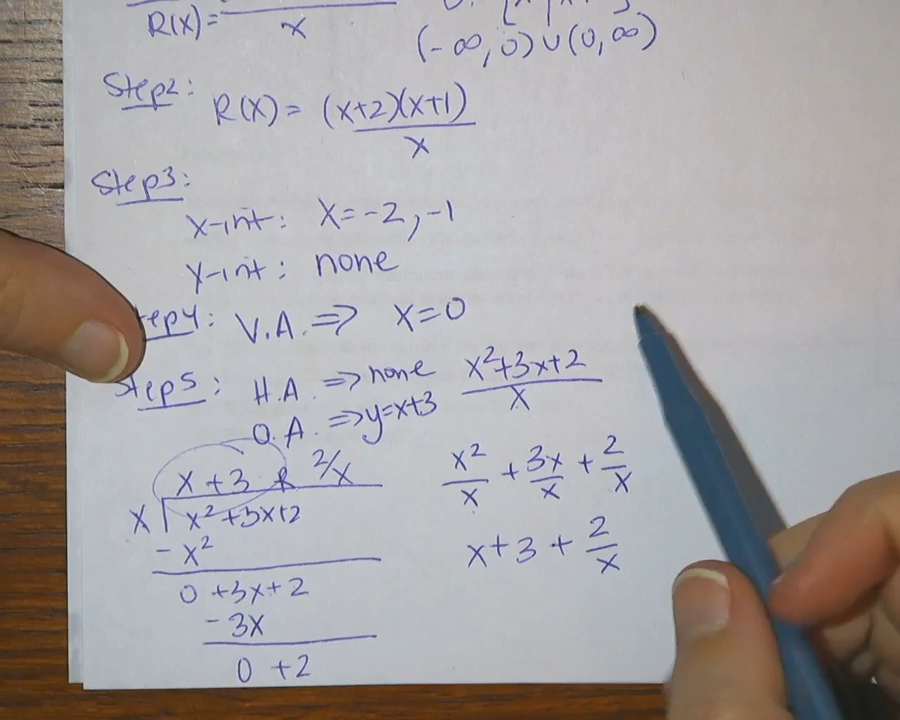 R(x)= x
(-∞, 0) ∪ (0, ∞)
Step2:
R(x) = (x+2)(x+1)
x
Step3:
x-int: x=-2,-1
y-int: none
tep4: V.A. ⇒ x=0
Step5: H.A. ⇒ none
O.A. ⇒ y=x+3
x + 3 R 2/x
x x²+3x+2
- x²
0 +3x+2
- 3x
0 +2
x²+3x+2
x
x²/x + 3x/x + 2/x
x+3 + 2/x